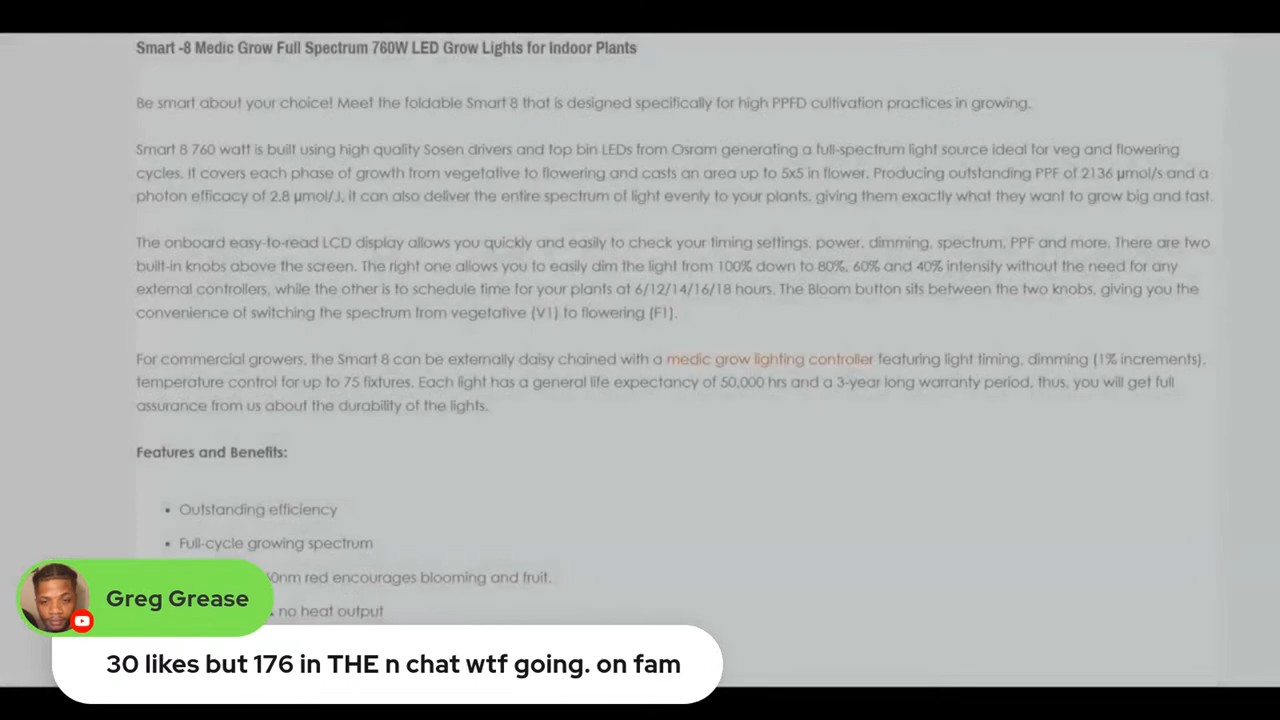 Smart -8 Medic Grow Full Spectrum 760W LED Grow Lights for Indoor Plants
Be smart about your choice! Meet the foldable Smart 8 that is designed specifically for high PPFD cultivation practices in growing.
Smart 8 760 watt is built using high quality Sosen drivers and top bin LEDs from Osram generating a full-spectrum light source ideal for veg and flowering
cycles. It covers each phase of growth from vegetative to flowering and casts an area up to 5x5 in flower. Producing outstanding PPF of 2136 μmol/s and a
photon efficacy of 2.8 μmol/J, it can also deliver the entire spectrum of light evenly to your plants, giving them exactly what they want to grow big and fast.
The onboard easy-to-read LCD display allows you quickly and easily to check your timing settings, power, dimming, spectrum, PPF and more. There are two
built-in knobs above the screen. The right one allows you to easily dim the light from 100% down to 80%, 60% and 40% intensity without the need for any
external controllers, while the other is to schedule time for your plants at 6/12/14/16/18 hours. The Bloom button sits between the two knobs, giving you the
convenience of switching the spectrum from vegetative (V1) to flowering (F1).
For commercial growers, the Smart 8 can be externally daisy chained with a medic grow lighting controller featuring light timing, dimming (1% increments),
temperature control for up to 75 fixtures. Each light has a general life expectancy of 50,000 hrs and a 3-year long warranty period, thus, you will get full
assurance from us about the durability of the lights.
Features and Benefits:
• Outstanding efficiency
• Full-cycle growing spectrum
0nm red encourages blooming and fruit.
no heat output
Greg Grease
30 likes but 176 in THE n chat wtf going. on fam